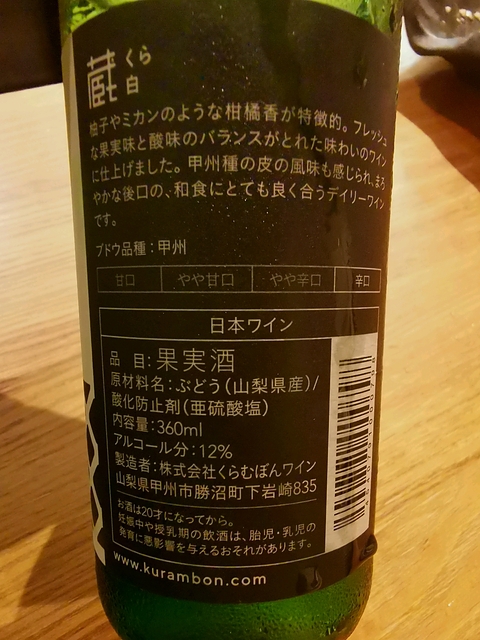 蔵 くら
白
柚子やミカンのような柑橘香が特徴的。フレッシュ
な果実味と酸味のバランスがとれた味わいのワイン
に仕上げました。甲州種の皮の風味も感じられ、まろ
やかな後口の、和食にとても良く合うデイリーワイン
です。
ブドウ品種：甲州
甘口 やや甘口 やや辛口 辛口
日本ワイン
品 目：果実酒
原材料名：ぶどう(山梨県産)/
酸化防止剤(亜硫酸塩)
内容量：360ml
アルコール分：12%
製造者：株式会社くらむぼんワイン
山梨県甲州市勝沼町下岩崎835
お酒は20才になってから。
妊娠中や授乳期の飲酒は、胎児・乳児の
発育に悪影響を与えるおそれがあります。
www.kurambon.com